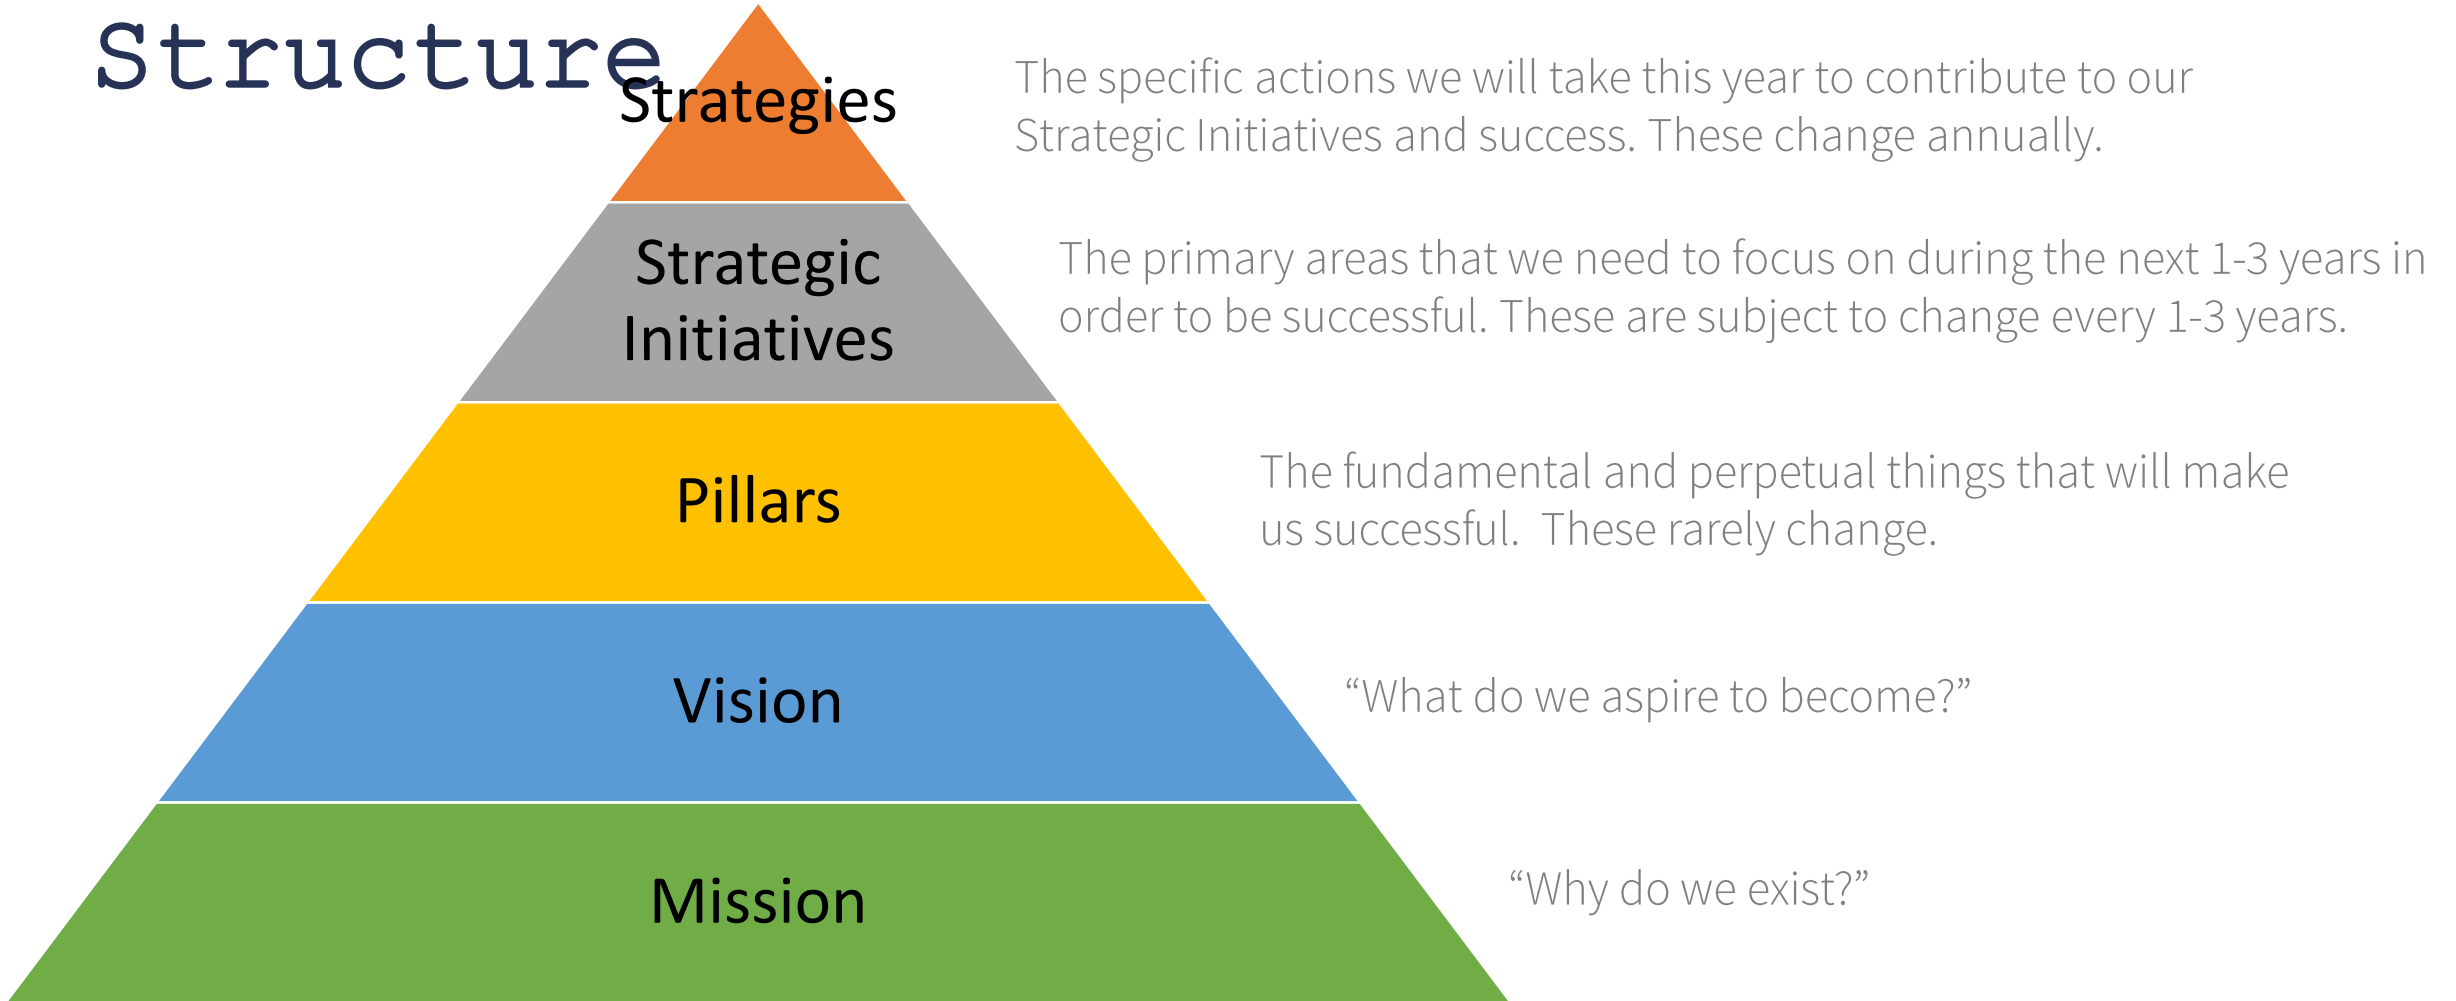 Structure
Strategies
The specific actions we will take this year to contribute to our
Strategic Initiatives and success. These change annually.
Strategic
Initiatives
The primary areas that we need to focus on during the next 1-3 years in
order to be successful. These are subject to change every 1-3 years.
Pillars
The fundamental and perpetual things that will make
us successful.  These rarely change.
Vision
“What do we aspire to become?”
Mission
“Why do we exist?”